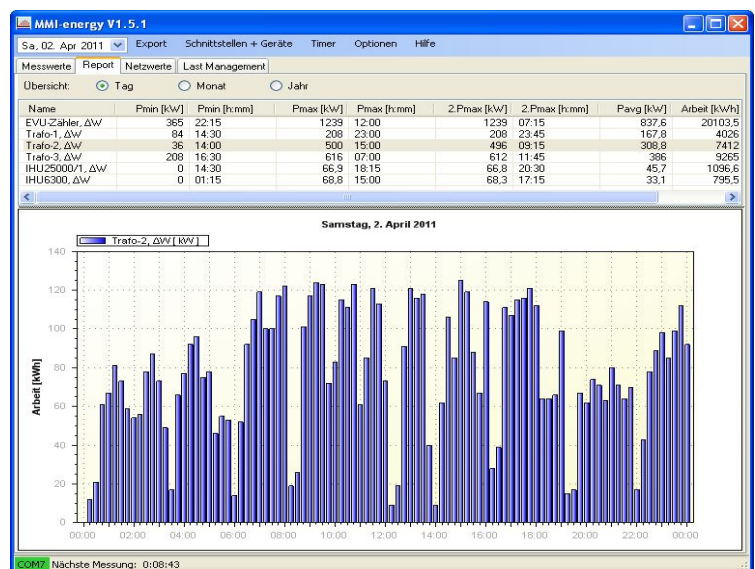 MMI-energy V1.5.1
Sa, 02. Apr 2011 Export Schnittstellen + Geräte Timer Optionen Hilfe
Messwerte Report Netzwerte Last Management
Übersicht: Tag Monat Jahr
Name Pmin [kW] Pmin [h:mm] Pmax [kW] Pmax [h:mm] 2.Pmax [kW] 2.Pmax [h:mm] Pavg [kW] Arbeit [kWh]
EVU-Zähler, ΔW 365 22:15 1239 12:00 1239 07:15 837,6 20103,5
Trafo-1, ΔW 84 14:30 208 23:00 208 23:45 167,8 4026
Trafo-2, ΔW 36 14:00 500 15:00 496 09:15 308,8 7412
Trafo-3, ΔW 208 16:30 616 07:00 612 11:45 386 9265
IHU25000/1, ΔW 0 14:30 66,9 18:15 66,8 20:30 45,7 1096,6
IHU6300, ΔW 0 01:15 68,8 15:00 68,3 17:15 33,1 795,5
Samstag, 2. April 2011
Trafo-2, ΔW [ kW ]
140
120
100
80
60
40
20
0
Arbeit [kWh]
00:00 02:00 04:00 06:00 08:00 10:00 12:00 14:00 16:00 18:00 20:00 22:00 00:00
COM7 Nächste Messung: 0:08:43